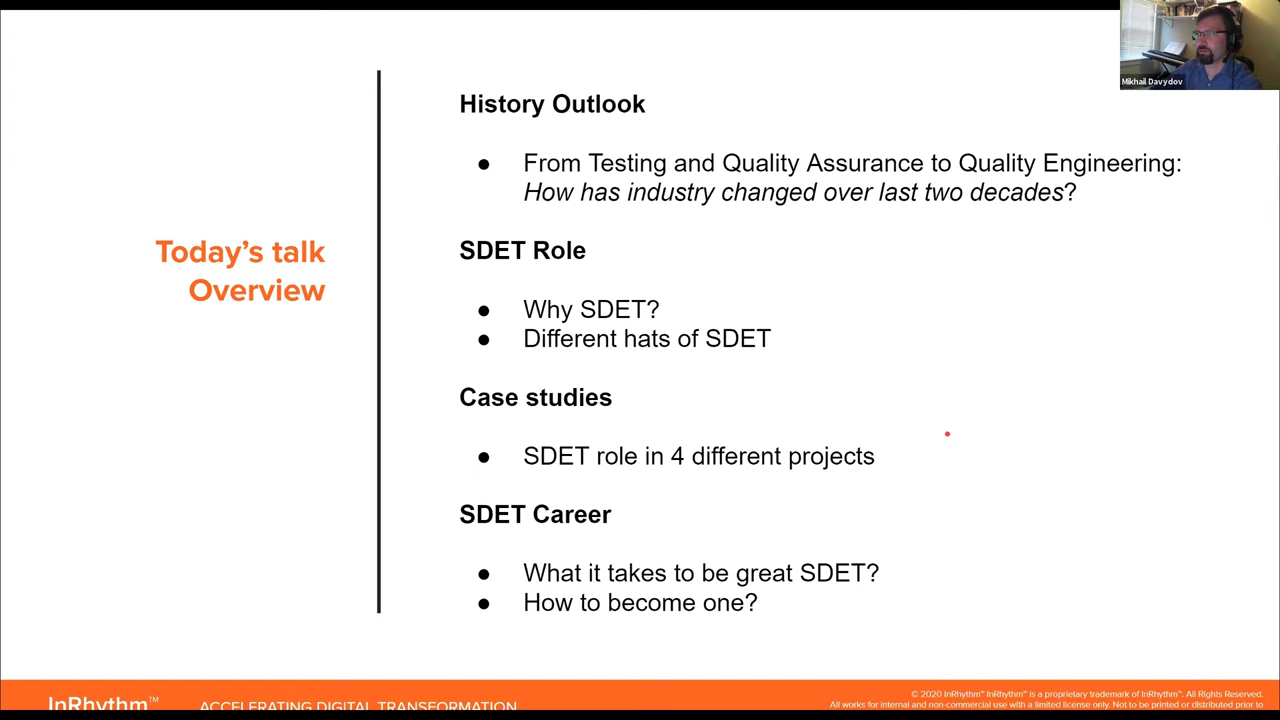 Mikhail Davydov
History Outlook
● From Testing and Quality Assurance to Quality Engineering:
How has industry changed over last two decades?
Today's talk
Overview
SDET Role
● Why SDET?
● Different hats of SDET
Case studies
● SDET role in 4 different projects
SDET Career
● What it takes to be great SDET?
● How to become one?
InRhythm™
ACCELERATING DIGITAL TRANSFORMATION
© 2020 InRhythm™ InRhythm™ is a proprietary trademark of InRhythm™. All Rights Reserved.
All works for internal and non-commercial use with a limited license only. Not to be printed or distributed prior to